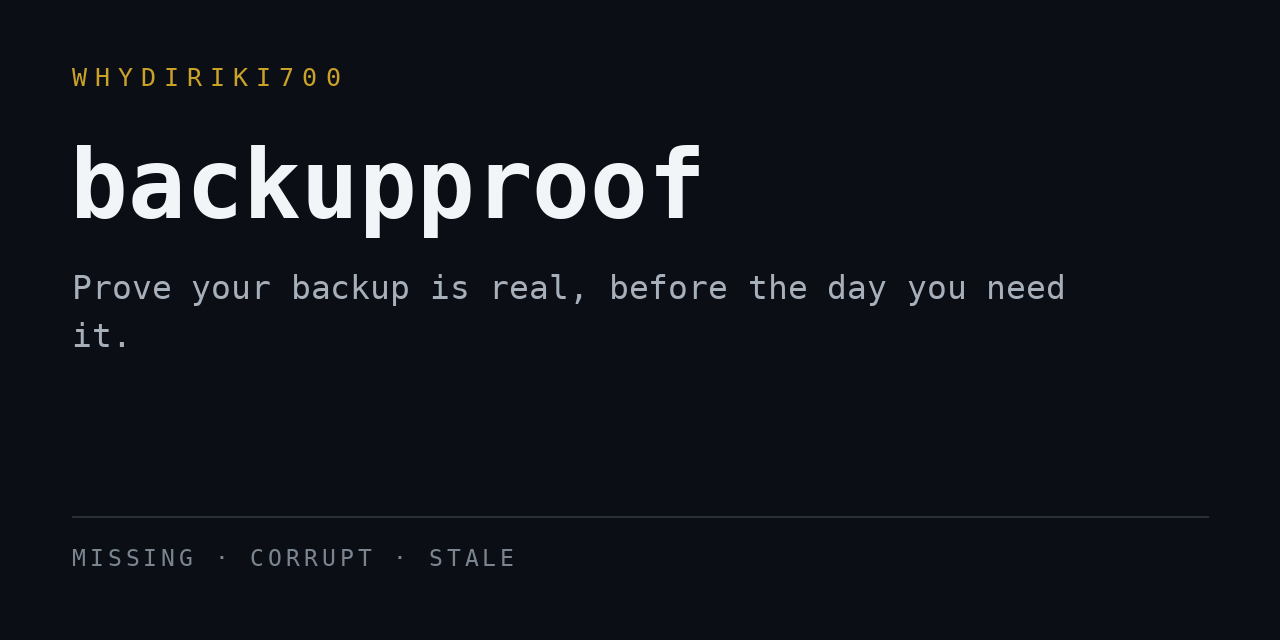 WHYDIRIKI700
backupproof
Prove your backup is real, before the day you need
it.
MISSING · CORRUPT · STALE